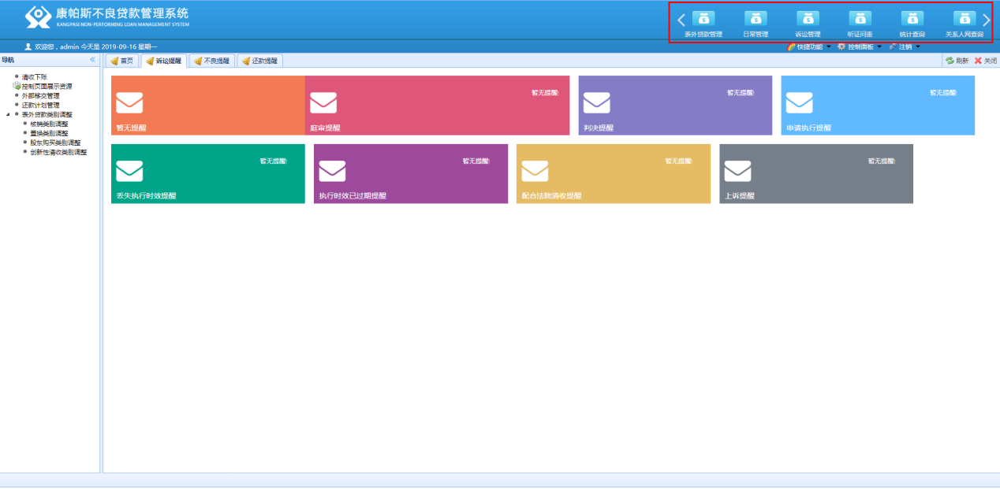 康帕斯不良贷款管理系统
KANGPASI NON-PERFORMING LOAN MANAGEMENT SYSTEM
表外贷款管理 日常管理 诉讼管理 听证问责 统计查询 关系人网查询
欢迎您，admin 今天是 2019-09-16 星期一
快捷功能 控制面板 注销
导航
首页 诉讼提醒 不良提醒 还款提醒
刷新 关闭
清收下账
控制页面展示资源
外部移交管理
还款计划管理
表外贷款类别调整
核销类别调整
置换类别调整
股东购买类别调整
创新性清收类别调整
暂无提醒
暂无提醒!
庭审提醒
暂无提醒!
判决提醒
暂无提醒!
申请执行提醒
暂无提醒!
丢失执行时效提醒
暂无提醒!
执行时效已过期提醒
暂无提醒!
配合法院清收提醒
暂无提醒!
上诉提醒